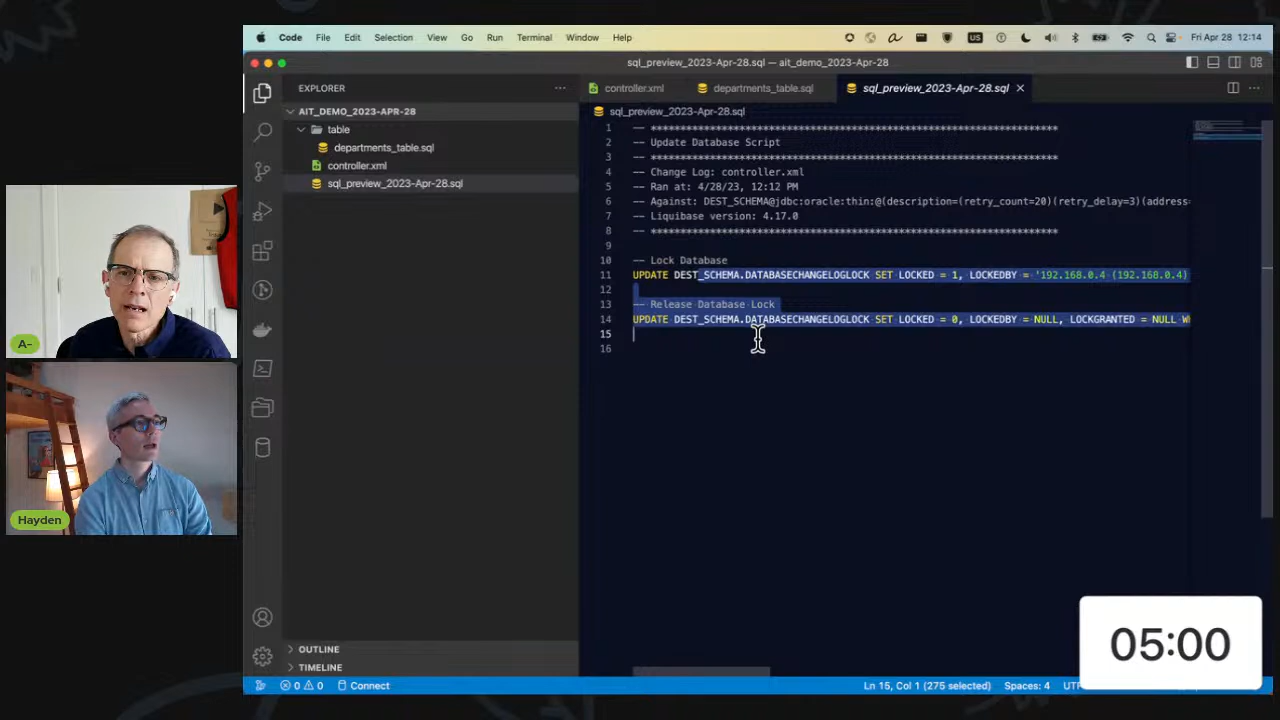 Code File Edit Selection View Go Run Terminal Window Help US Fri Apr 28 12:14
sql_preview_2023-Apr-28.sql — ait_demo_2023-APR-28
EXPLORER
AIT_DEMO_2023-APR-28
table
departments_table.sql
controller.xml
sql_preview_2023-Apr-28.sql
OUTLINE
TIMELINE
controller.xml departments_table.sql sql_preview_2023-Apr-28.sql
sql_preview_2023-Apr-28.sql
1 -- *********************************************************************
2 -- Update Database Script
3 -- *********************************************************************
4 -- Change Log: controller.xml
5 -- Ran at: 4/28/23, 12:12 PM
6 -- Against: DEST_SCHEMA@jdbc:oracle:thin:@(description=(retry_count=20)(retry_delay=3)(address=
7 -- Liquibase version: 4.17.0
8 -- *********************************************************************
9
10 -- Lock Database
11 UPDATE DEST_SCHEMA.DATABASECHANGELOGLOCK SET LOCKED = 1, LOCKEDBY = '192.168.0.4 (192.168.0.4)
12
13 -- Release Database Lock
14 UPDATE DEST_SCHEMA.DATABASECHANGELOGLOCK SET LOCKED = 0, LOCKEDBY = NULL, LOCKGRANTED = NULL
15
16
A-
Hayden
05:00
0 0 Connect Ln 15, Col 1 (275 selected) Spaces: 4